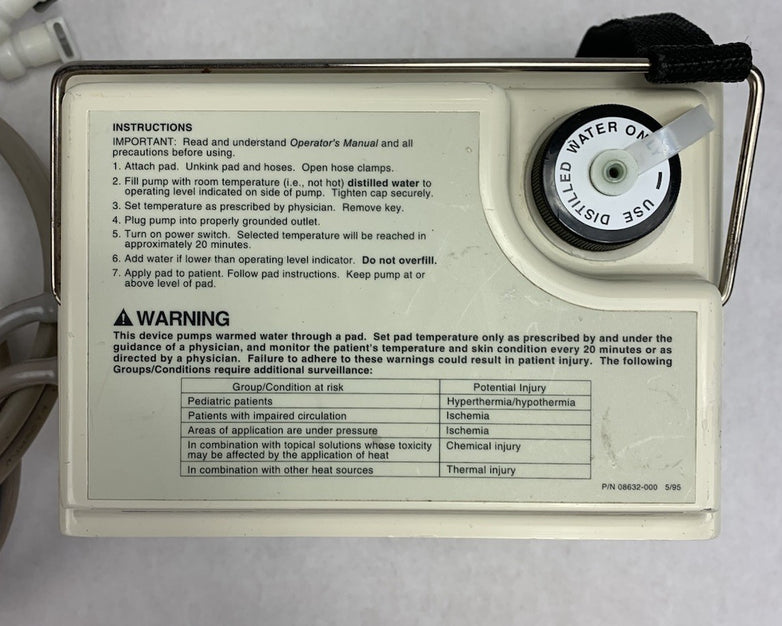 INSTRUCTIONS
IMPORTANT: Read and understand Operator's Manual and all
precautions before using.
1. Attach pad. Unkink pad and hoses. Open hose clamps.
2. Fill pump with room temperature (i.e., not hot) distilled water to
operating level indicated on side of pump. Tighten cap securely.
3. Set temperature as prescribed by physician. Remove key.
4. Plug pump into properly grounded outlet.
5. Turn on power switch. Selected temperature will be reached in
approximately 20 minutes.
6. Add water if lower than operating level indicator. Do not overfill.
7. Apply pad to patient. Follow pad instructions. Keep pump at or
above level of pad.
USE DISTILLED WATER ONLY
WARNING
This device pumps warmed water through a pad. Set pad temperature only as prescribed by and under the
guidance of a physician, and monitor the patient's temperature and skin condition every 20 minutes or as
directed by a physician. Failure to adhere to these warnings could result in patient injury. The following
Groups/Conditions require additional surveillance:
Group/Condition at risk Potential Injury
Pediatric patients Hyperthermia/hypothermia
Patients with impaired circulation Ischemia
Areas of application are under pressure Ischemia
In combination with topical solutions whose toxicity Chemical injury
may be affected by the application of heat
In combination with other heat sources Thermal injury
P/N 08632-000 5/95